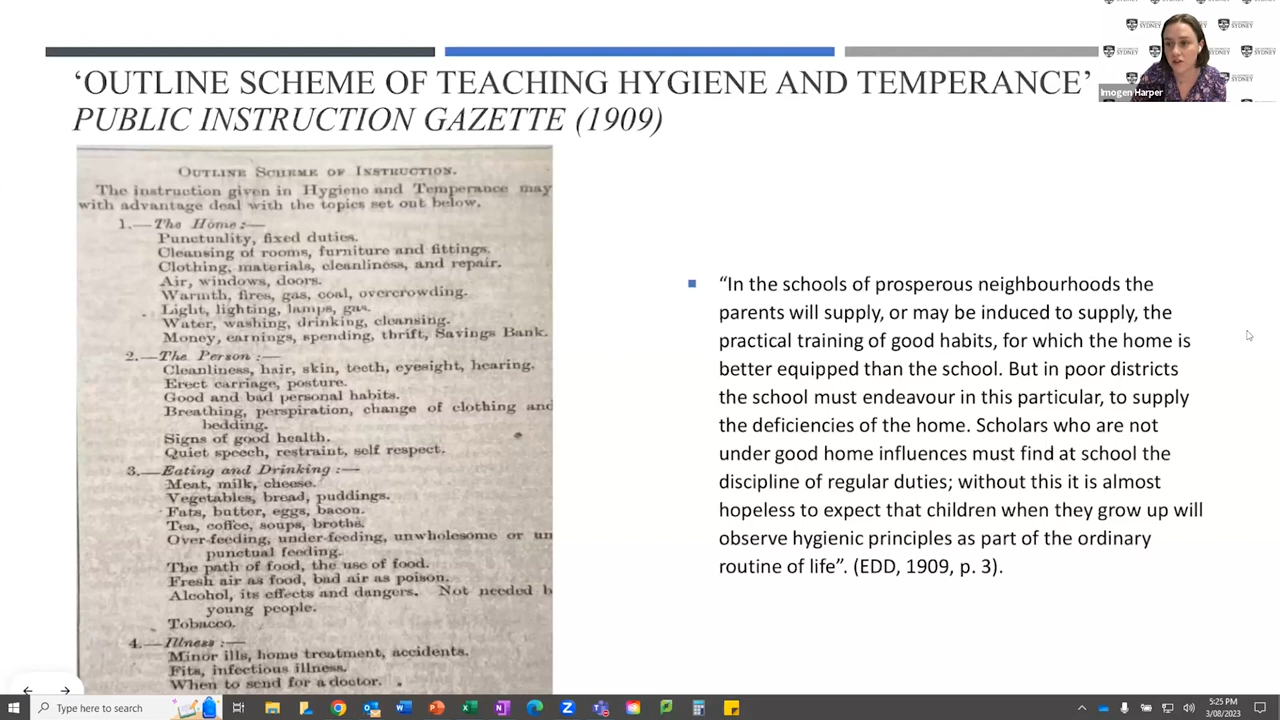 ‘OUTLINE SCHEME OF TEACHING HYGIENE AND TEMPERANCE’
PUBLIC INSTRUCTION GAZETTE (1909)
Imogen Harper
OUTLINE SCHEME OF INSTRUCTION.
The instruction given in Hygiene and Temperance may
with advantage deal with the topics set out below.
1.—The Home:—
Punctuality, fixed duties.
Cleansing of rooms, furniture and fittings.
Clothing, materials, cleanliness, and repair.
Air, windows, doors.
Warmth, fires, gas, coal, overcrowding.
Light, lighting, lamps, gas.
Water, washing, drinking, cleansing.
Money, earnings, spending, thrift, Savings Bank.
2.—The Person:—
Cleanliness, hair, skin, teeth, eyesight, hearing.
Erect carriage, posture.
Good and bad personal habits.
Breathing, perspiration, change of clothing and
bedding.
Signs of good health.
Quiet speech, restraint, self respect.
3.—Eating and Drinking:—
Meat, milk, cheese.
Vegetables, bread, puddings.
Fats, butter, eggs, bacon.
Tea, coffee, soups, broths.
Over-feeding, under-feeding, unwholesome or un
punctual feeding.
The path of food, the use of food.
Fresh air as food, bad air as poison.
Alcohol, its effects and dangers. Not needed b
young people.
Tobacco.
4.—Illness:—
Minor ills, home treatment, accidents.
Fits, infectious illness.
When to send for a doctor.
“In the schools of prosperous neighbourhoods the
parents will supply, or may be induced to supply, the
practical training of good habits, for which the home is
better equipped than the school. But in poor districts
the school must endeavour in this particular, to supply
the deficiencies of the home. Scholars who are not
under good home influences must find at school the
discipline of regular duties; without this it is almost
hopeless to expect that children when they grow up will
observe hygienic principles as part of the ordinary
routine of life”. (EDD, 1909, p. 3).
Type here to search
5:25 PM
3/08/2023